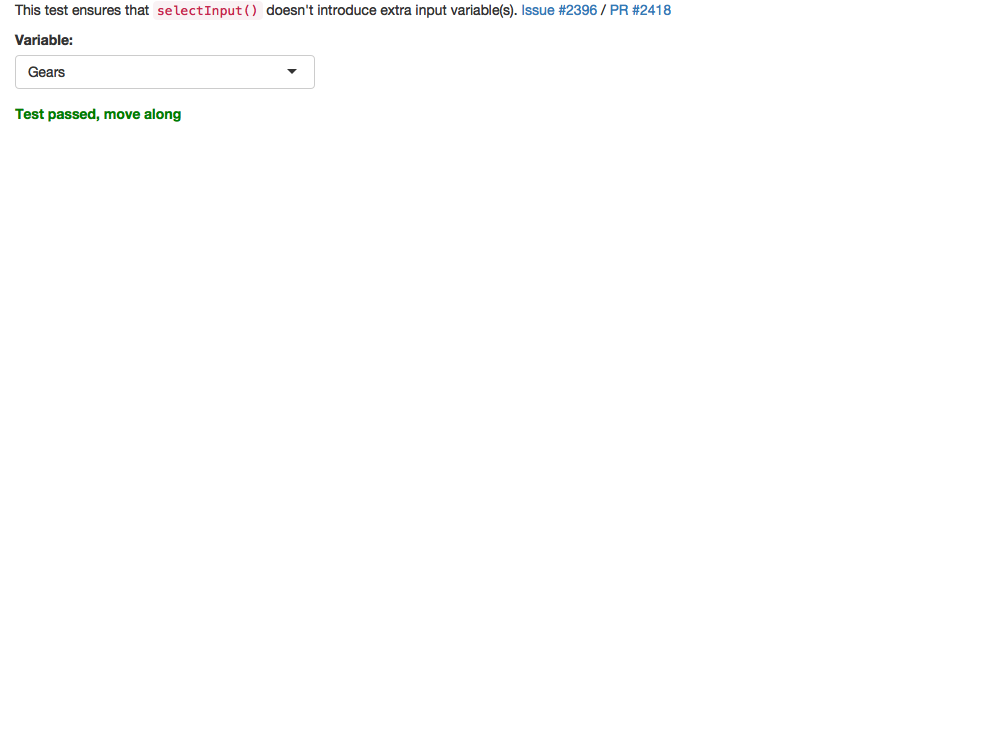 This test ensures that selectInput() doesn't introduce extra input variable(s). Issue #2396 / PR #2418
Variable:
Gears
Test passed, move along